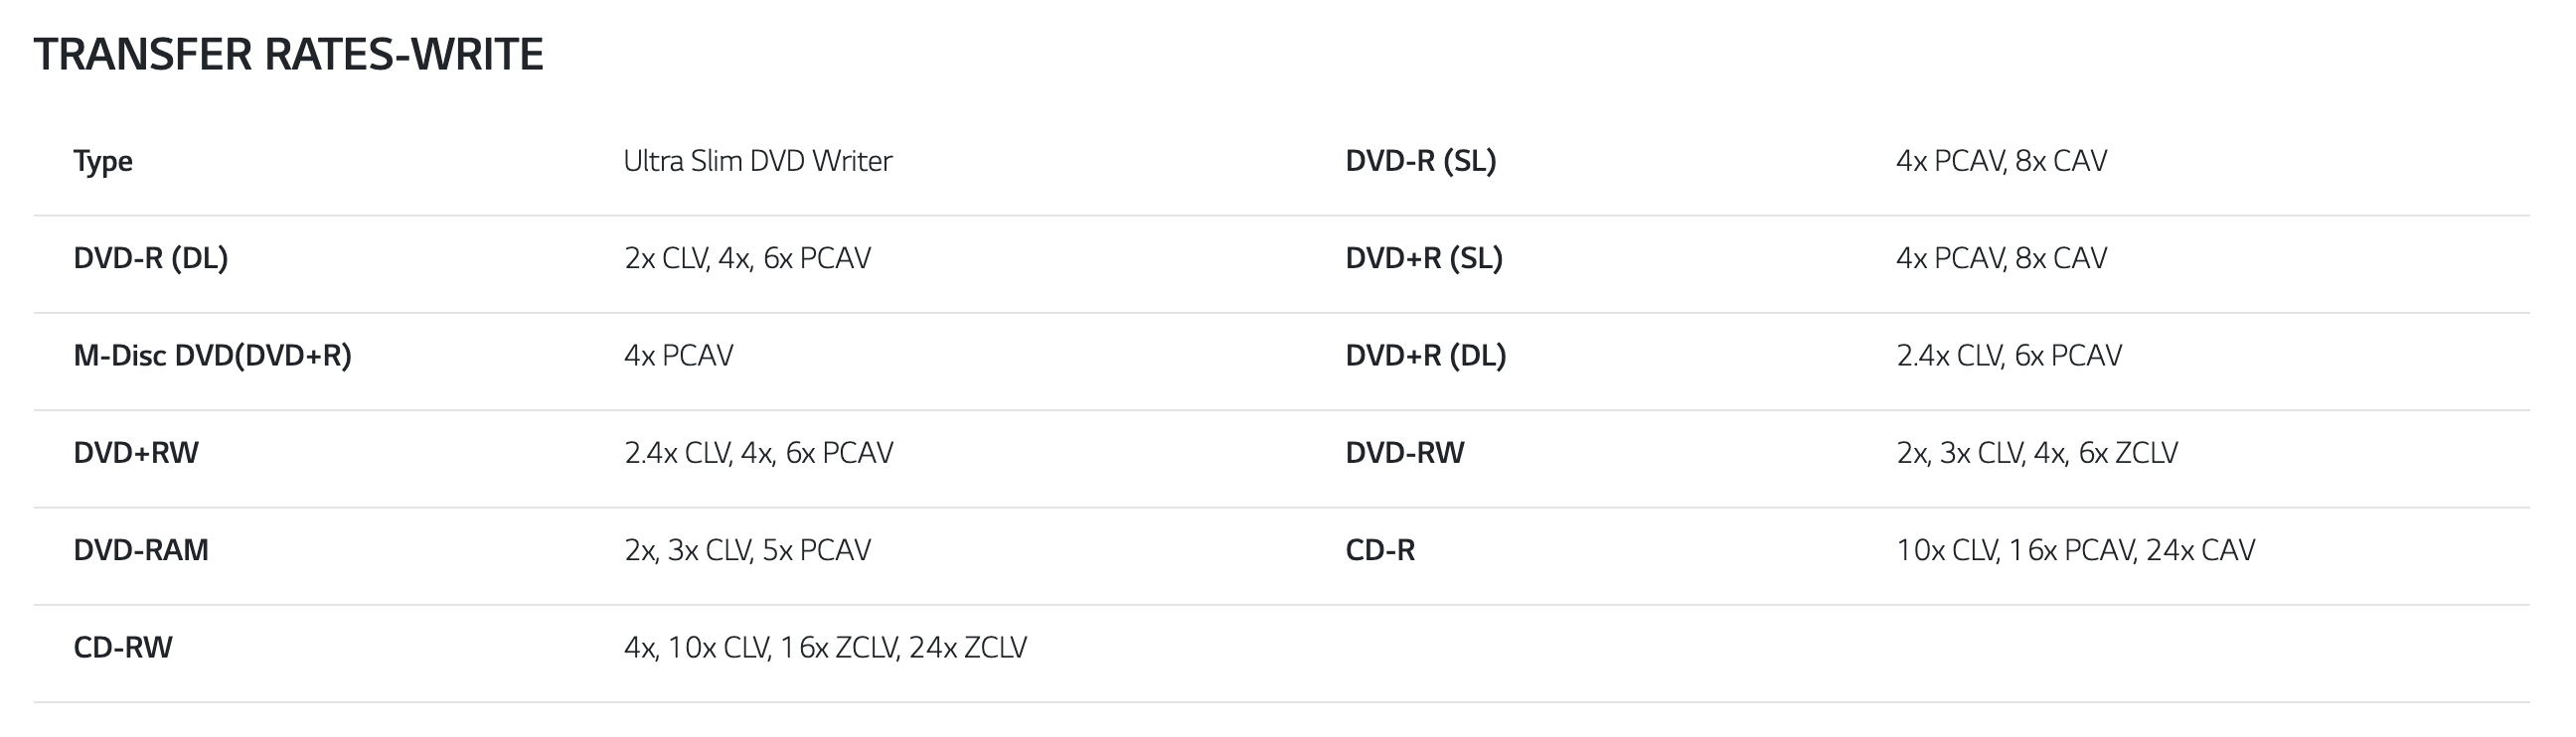 TRANSFER RATES-WRITE
Type Ultra Slim DVD Writer DVD-R (SL) 4x PCAV, 8x CAV
DVD-R (DL) 2x CLV, 4x, 6x PCAV DVD+R (SL) 4x PCAV, 8x CAV
M-Disc DVD(DVD+R) 4x PCAV DVD+R (DL) 2.4x CLV, 6x PCAV
DVD+RW 2.4x CLV, 4x, 6x PCAV DVD-RW 2x, 3x CLV, 4x, 6x ZCLV
DVD-RAM 2x, 3x CLV, 5x PCAV CD-R 10x CLV, 16x PCAV, 24x CAV
CD-RW 4x, 10x CLV, 16x ZCLV, 24x ZCLV